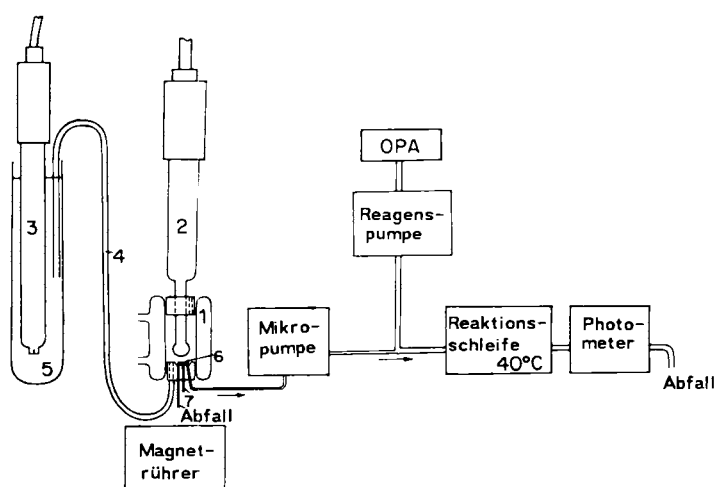 3
2
4
1
6
5
7
Abfall
OPA
Reagens-
pumpe
Mikro-
pumpe
Reaktions-
schleife
40°C
Photo-
meter
Abfall
Magnet-
rührer